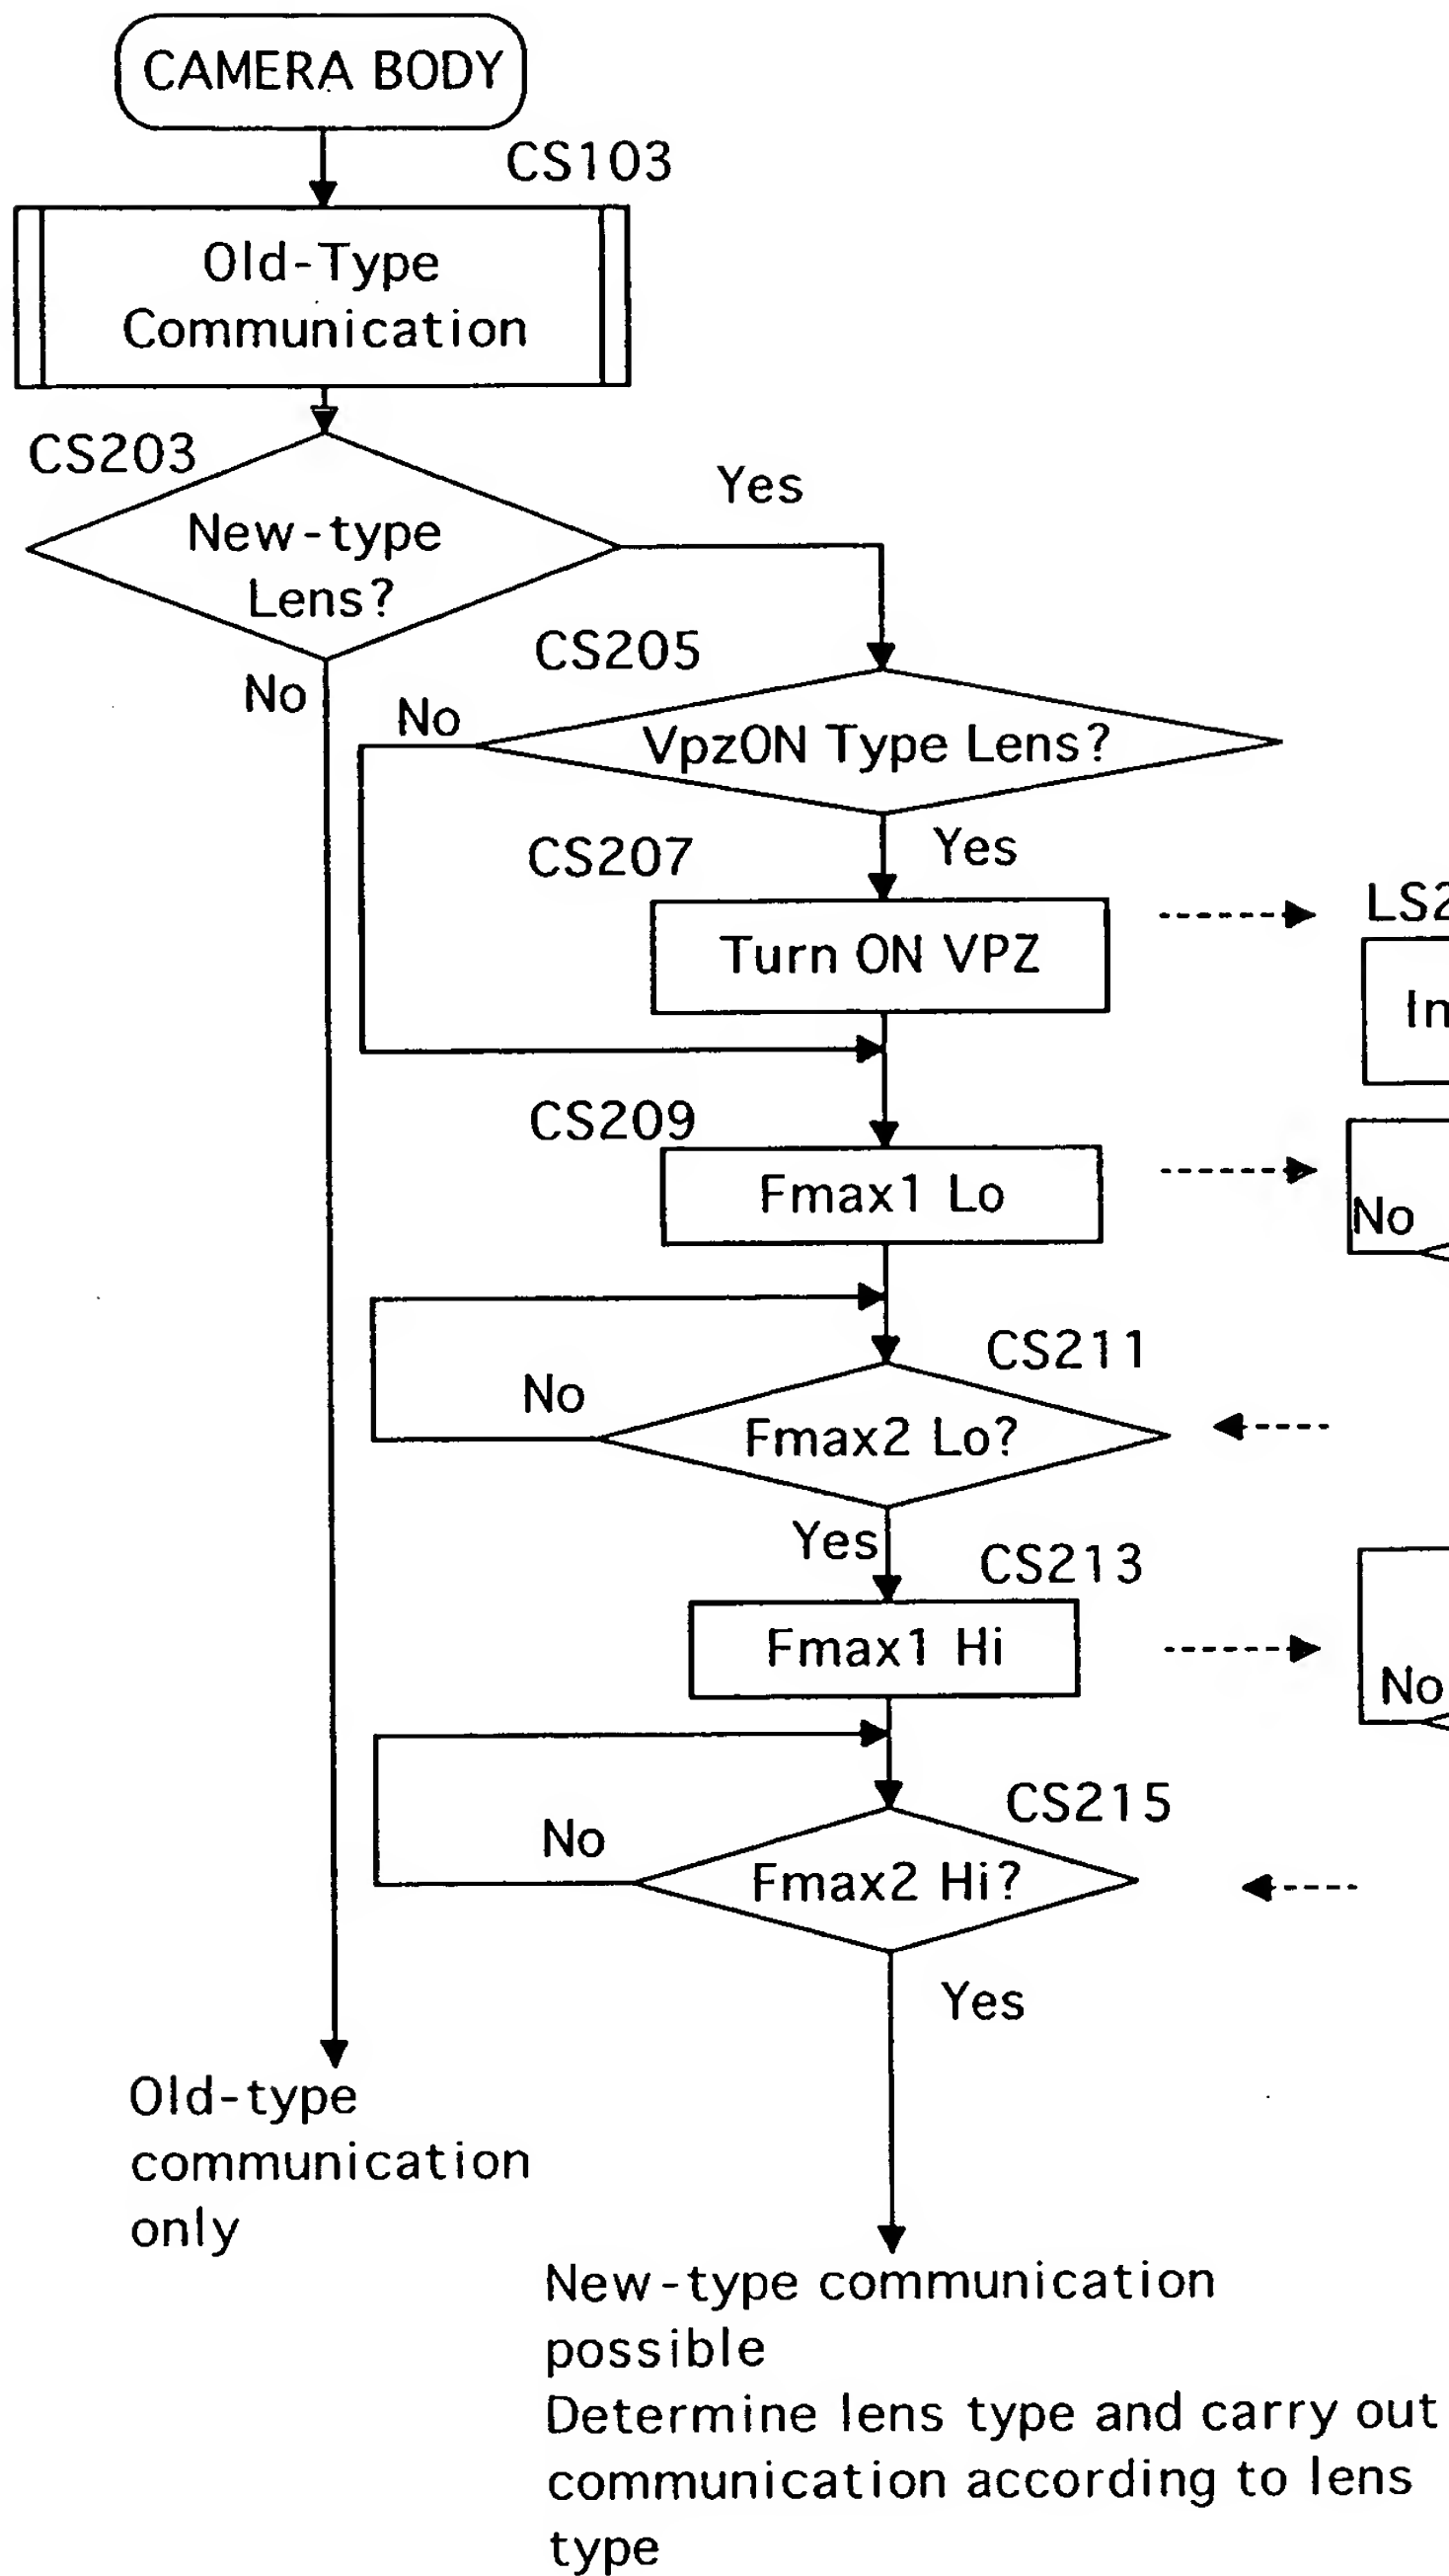 CAMERA BODY
CS103
Old-Type
Communication
CS203
Yes
New-type
Lens?
No
CS205
No
VpzON Type Lens?
CS207
Yes
Turn ON VPZ
CS209
Fmax1 Lo
No
CS211
No
Fmax2 Lo?
Yes
CS213
Fmax1 Hi
No
CS215
No
Fmax2 Hi?
Yes
Old-type
communication
only
New-type communication
possible
Determine lens type and carry out
communication according to lens
type